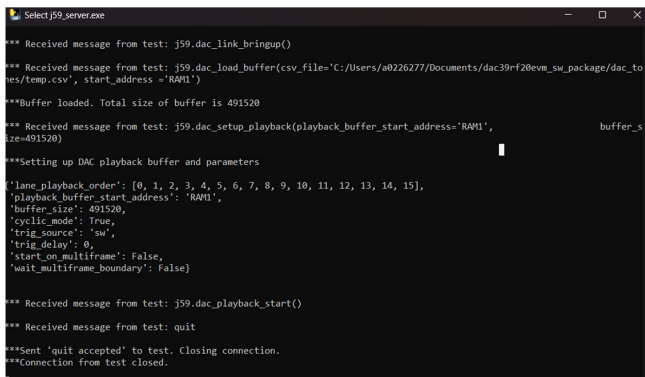 Select j59_server.exe
*** Received message from test: j59.dac_link_bringup()
*** Received message from test: j59.dac_load_buffer(csv_file='C:/Users/a0226277/Documents/dac39rf20evm_sw_package/dac_to
nes/temp.csv', start_address ='RAM1')
***Buffer loaded. Total size of buffer is 491520
*** Received message from test: j59.dac_setup_playback(playback_buffer_start_address='RAM1', buffer_s
ize=491520)
***Setting up DAC playback buffer and parameters
{'lane_playback_order': [0, 1, 2, 3, 4, 5, 6, 7, 8, 9, 10, 11, 12, 13, 14, 15],
'playback_buffer_start_address': 'RAM1',
'buffer_size': 491520,
'cyclic_mode': True,
'trig_source': 'sw',
'trig_delay': 0,
'start_on_multiframe': False,
'wait_multiframe_boundary': False}
*** Received message from test: j59.dac_playback_start()
*** Received message from test: quit
***Sent 'quit accepted' to test. Closing connection.
***Connection from test closed.